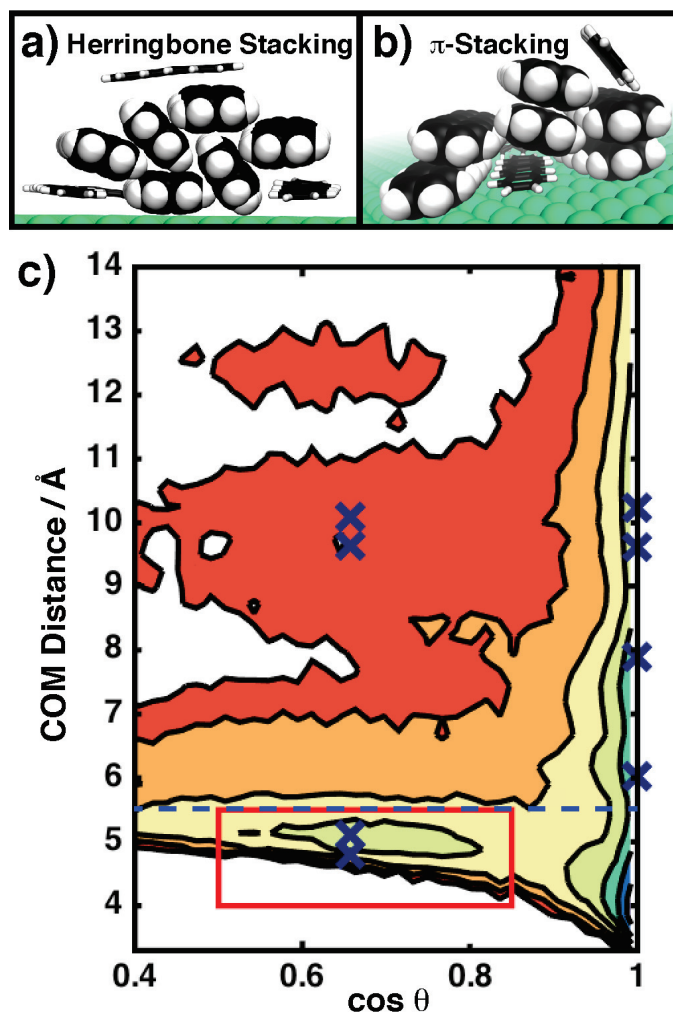 a) Herringbone Stacking
b) π-Stacking
c)
14
13
12
11
10
9
8
7
6
5
4
COM Distance / Å
0.4 0.6 0.8 1
cos θ